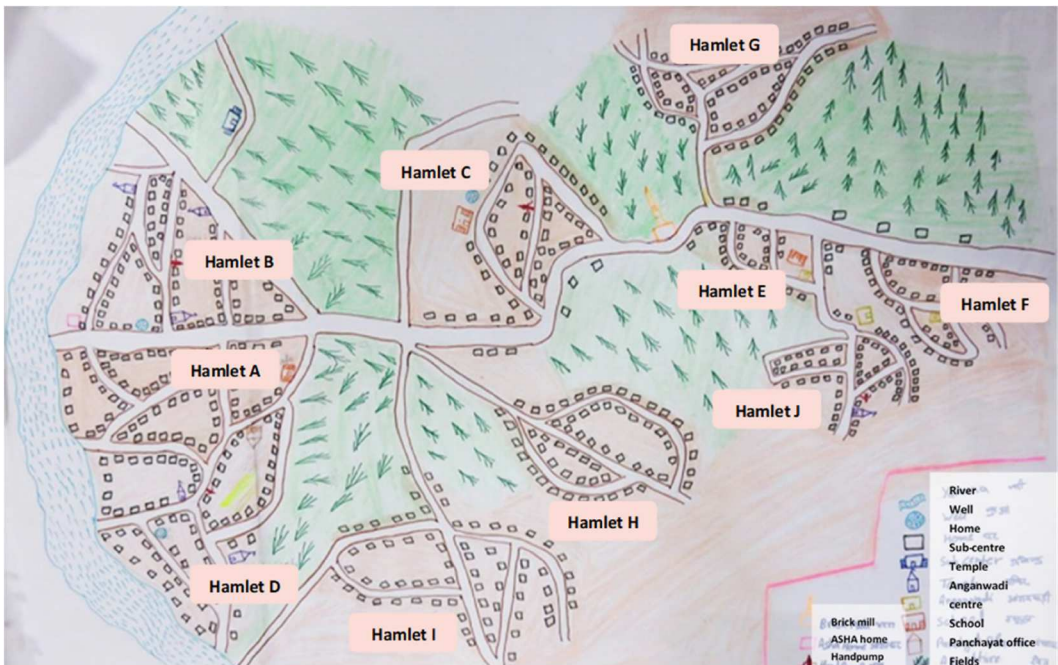 Hamlet G
Hamlet C
Hamlet B
Hamlet E
Hamlet F
Hamlet A
Hamlet J
Hamlet H
Hamlet D
Hamlet I
River
Well
Home
Sub-centre
Temple
Anganwadi
centre
School
Panchayat office
Fields
Brick mill
ASHA home
Handpump